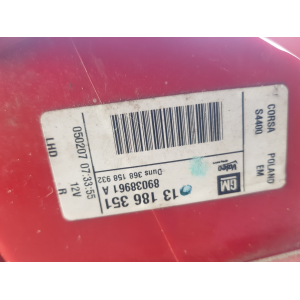 CORSA POLAND
S4400 EM
GM Valeo
13 186 351
89038961 A
Duns 368 158 932
050207 07:33:55 12V
LHD R